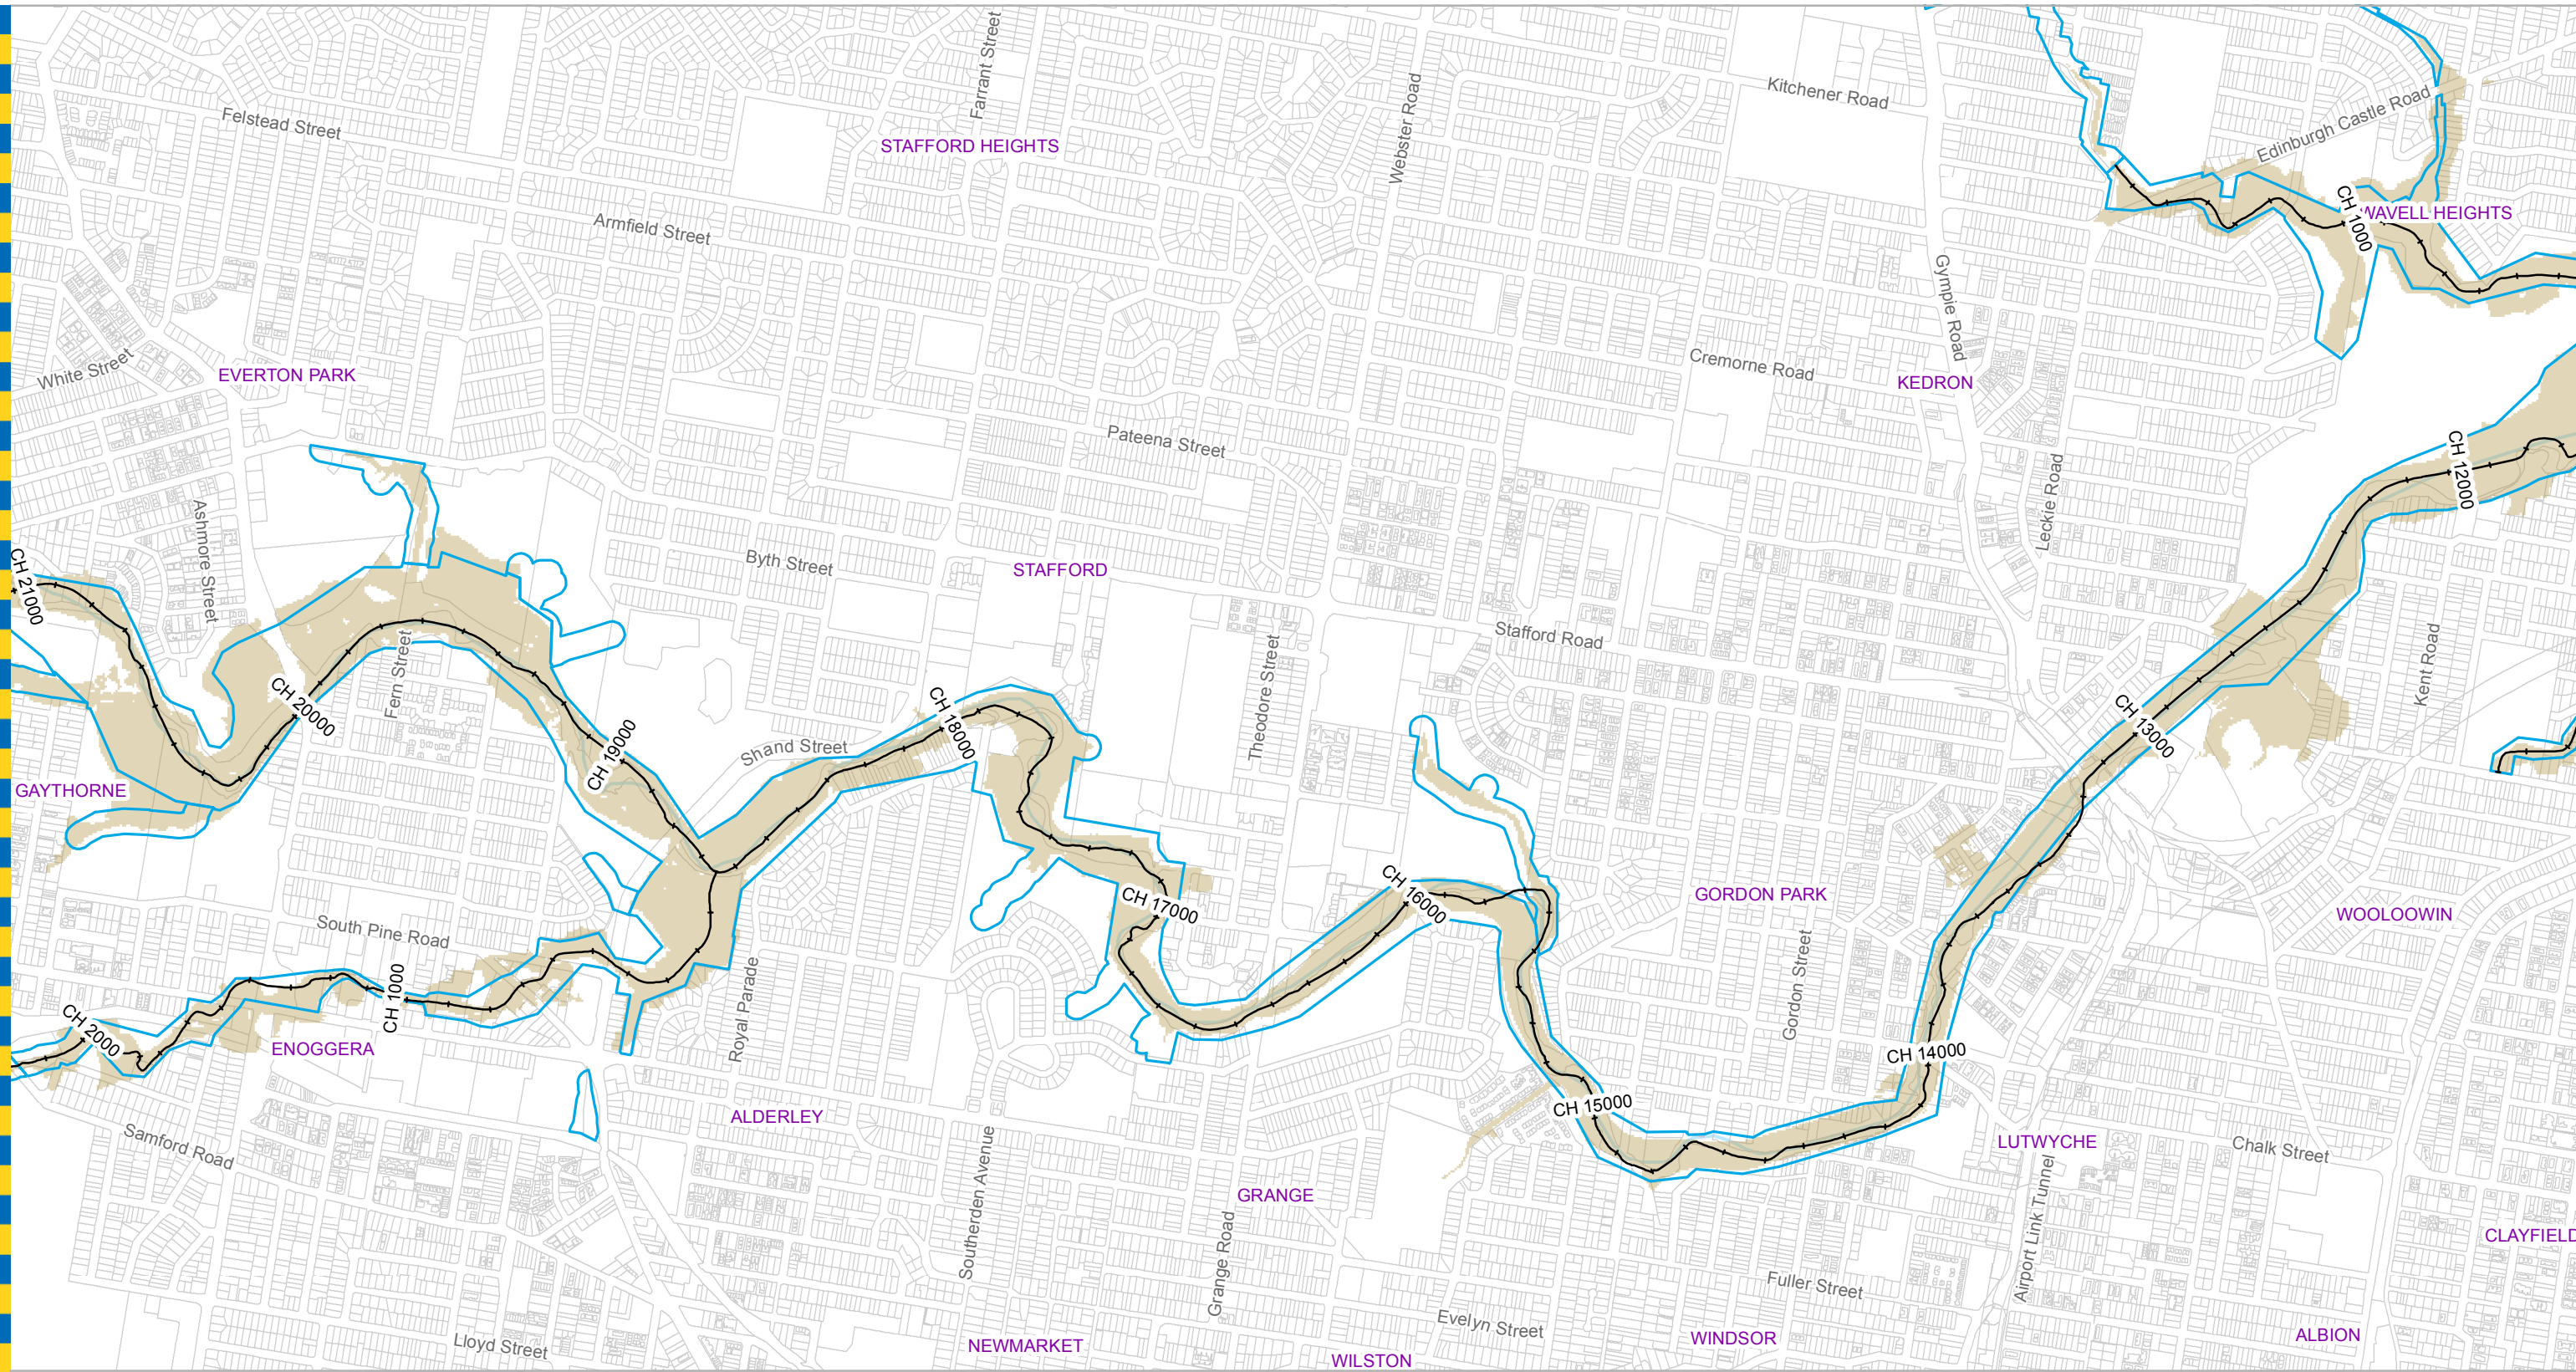 Farrant Street
Kitchener Road
Felstead Street
Webster Road
Edinburgh Castle Road
STAFFORD HEIGHTS
Armfield Street
CH 1000
WAVELL HEIGHTS
Gympie Road
White Street
EVERTON PARK
Cremorne Road
KEDRON
Pateena Street
Leckie Road
CH 12000
Ashmore Street
CH 21000
Byth Street
STAFFORD
Stafford Road
Theodore Street
Kent Road
Fern Street
CH 20000
CH 19000
Shand Street
CH 18000
CH 13000
GAYTHORNE
CH 17000
CH 16000
GORDON PARK
WOOLOOWIN
South Pine Road
CH 1000
Royal Parade
Gordon Street
CH 2000
ENOGGERA
CH 14000
CH 15000
ALDERLEY
Samford Road
Southerden Avenue
LUTWYCHE
Chalk Street
GRANGE
Grange Road
Airport Link Tunnel
CLAYFIELD
Fuller Street
Evelyn Street
Lloyd Street
NEWMARKET
WILSTON
WINDSOR
ALBION